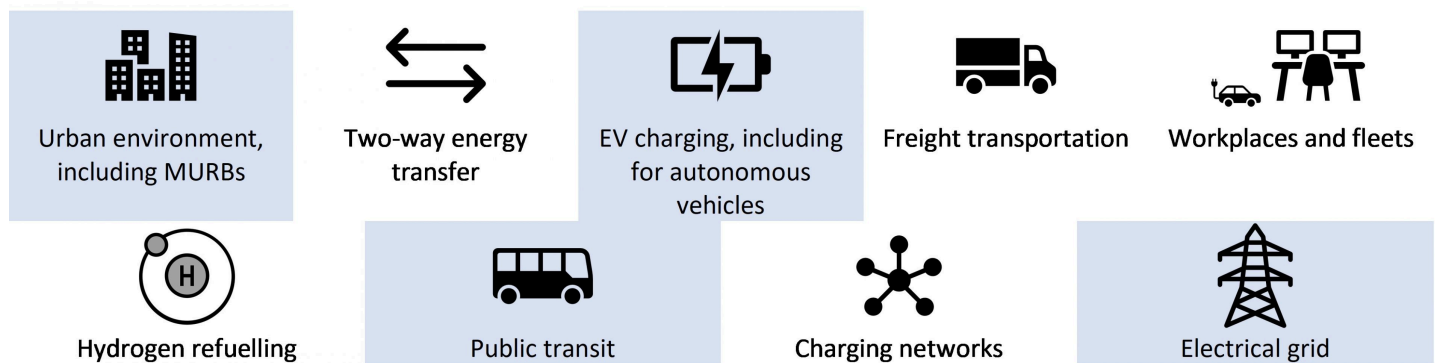 Urban environment,
including MURBs
Two-way energy
transfer
EV charging, including
for autonomous
vehicles
Freight transportation
Workplaces and fleets
H
Hydrogen refuelling
Public transit
Charging networks
Electrical grid